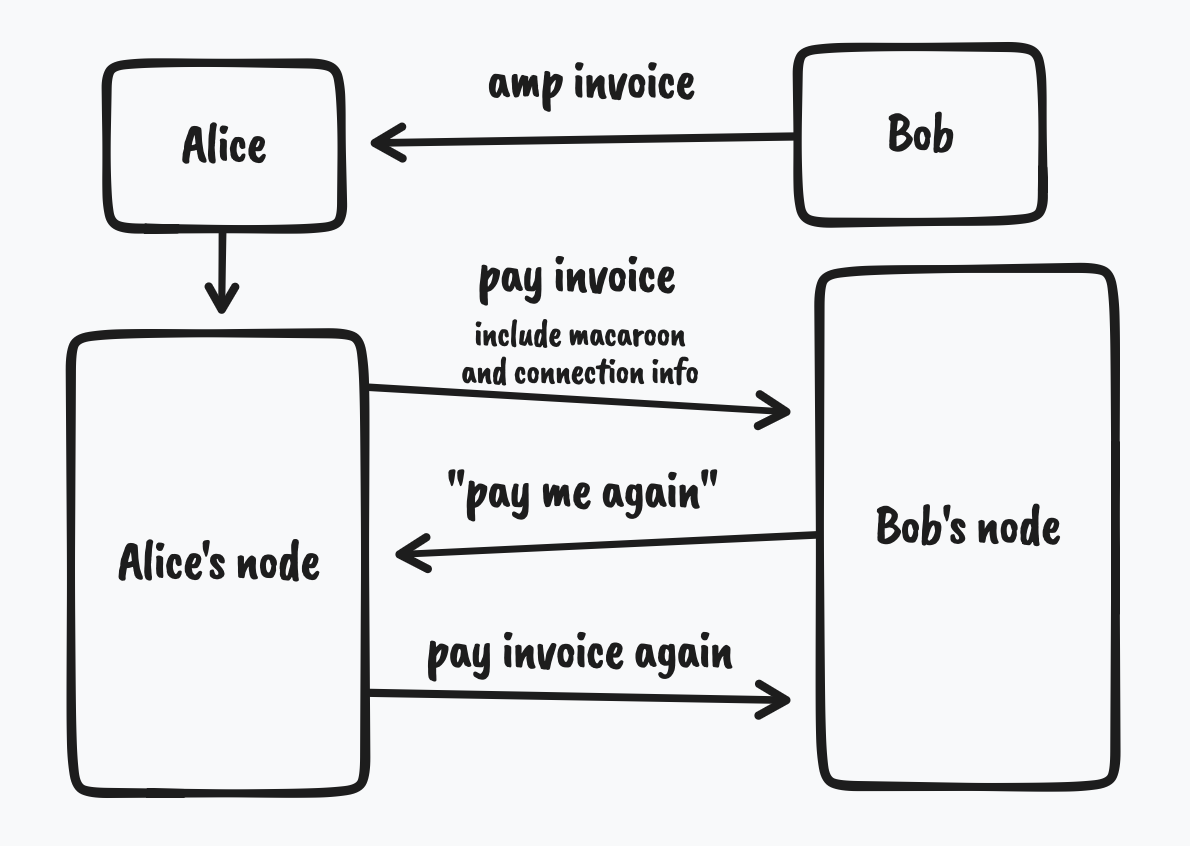 amp invoice
Alice
Bob
pay invoice
include macaroon
and connection info
"pay me again"
Alice's node
Bob's node
pay invoice again